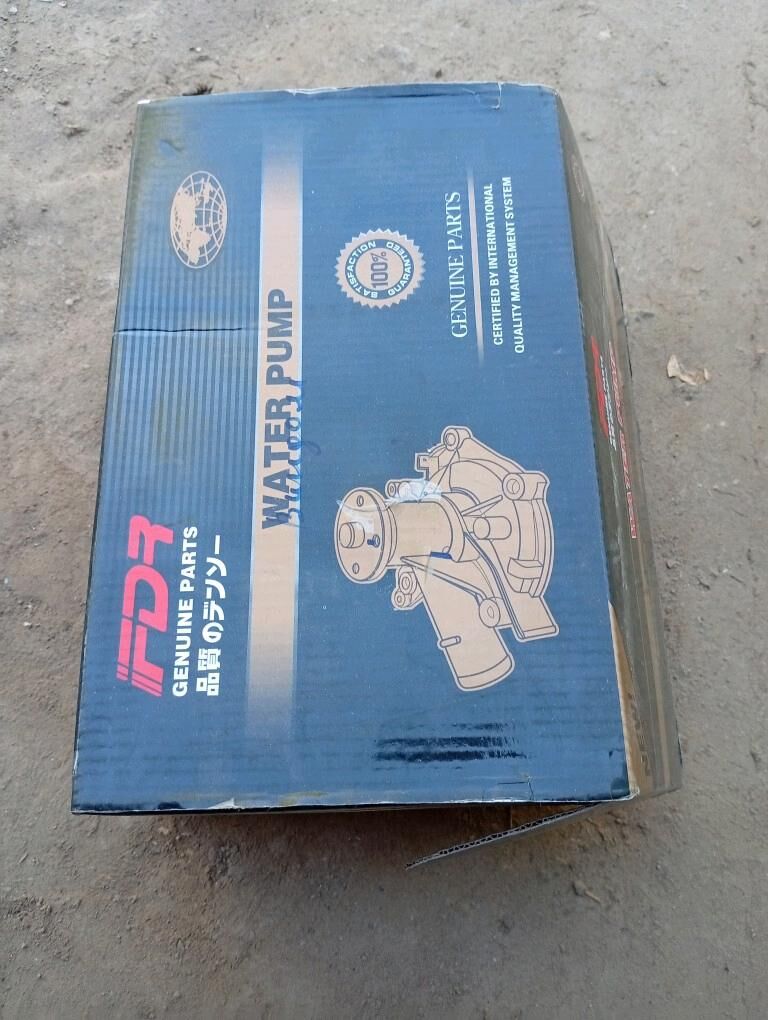 FDR
GENUINE PARTS
品質のデンソー
WATER PUMP
SATISFACTION
100%
GUARANTEED
GENUINE PARTS
CERTIFIED BY INTERNATIONAL
QUALITY MANAGEMENT SYSTEM